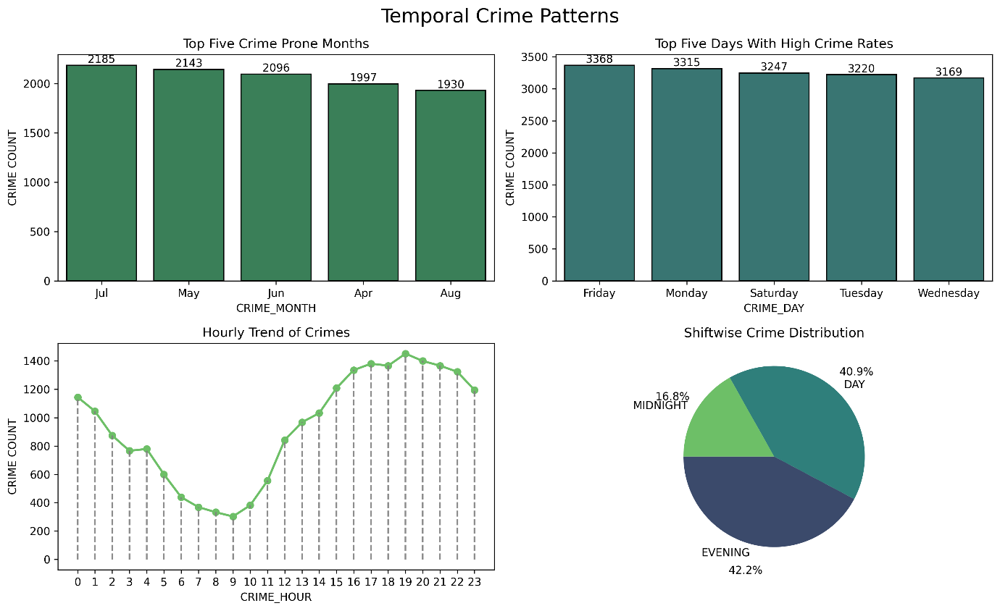 Temporal Crime Patterns
Top Five Crime Prone Months
2185
2143
2096
1997
1930
2000
1500
1000
500
0
CRIME COUNT
Jul
May
Jun
Apr
Aug
CRIME_MONTH
Top Five Days With High Crime Rates
3368
3315
3247
3220
3169
3500
3000
2500
2000
1500
1000
500
0
CRIME COUNT
Friday
Monday
Saturday
Tuesday
Wednesday
CRIME_DAY
Hourly Trend of Crimes
1400
1200
1000
800
600
400
200
0
CRIME COUNT
0 1 2 3 4 5 6 7 8 9 10 11 12 13 14 15 16 17 18 19 20 21 22 23
CRIME_HOUR
Shiftwise Crime Distribution
40.9%
DAY
16.8%
MIDNIGHT
EVENING
42.2%